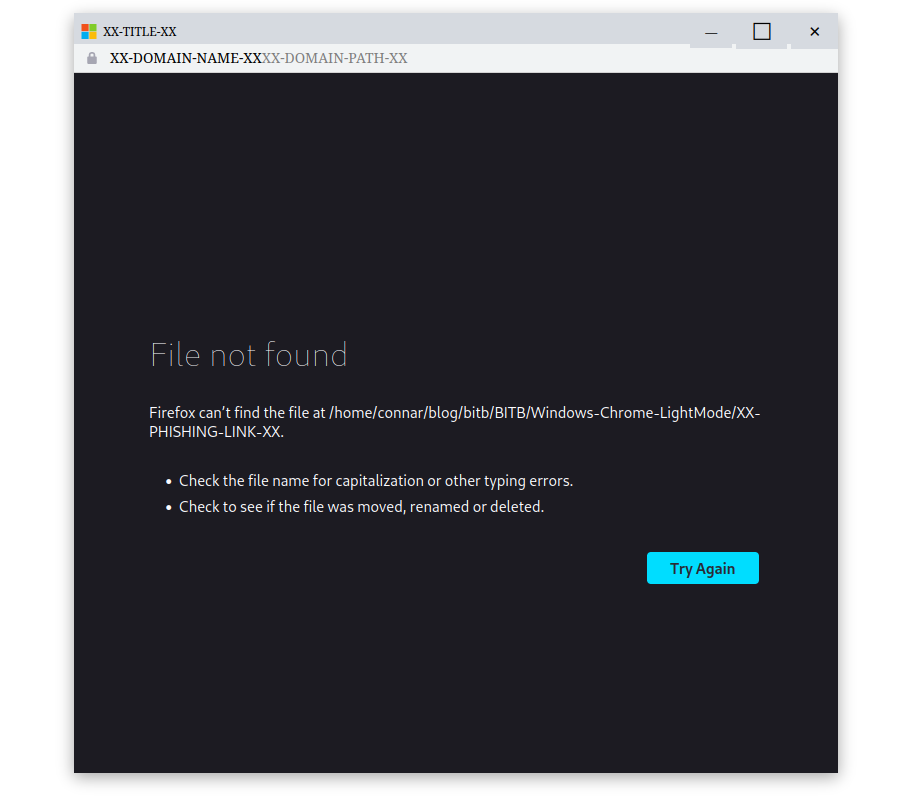 XX-TITLE-XX
XX-DOMAIN-NAME-XXXX-DOMAIN-PATH-XX
File not found
Firefox can’t find the file at /home/connar/blog/bitb/BITB/Windows-Chrome-LightMode/XX-
PHISHING-LINK-XX.
• Check the file name for capitalization or other typing errors.
• Check to see if the file was moved, renamed or deleted.
Try Again